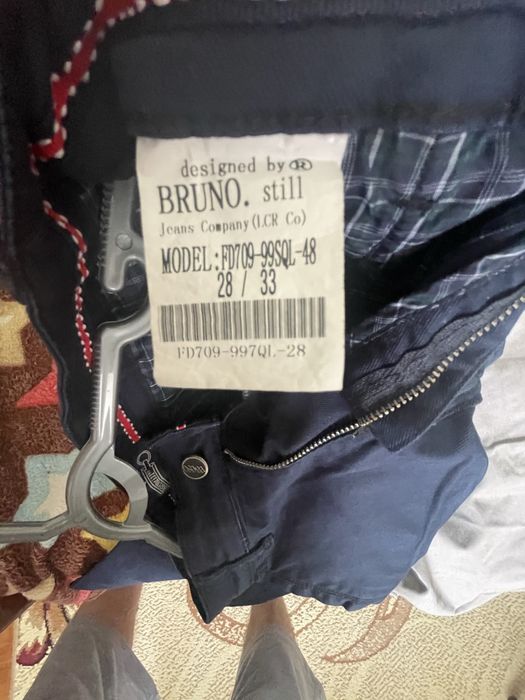 designed by ®
BRUNO. still
Jeans Company(LCR Co)
MODEL:FD709-99SQL-48
28 / 33
FD709-997QL-28